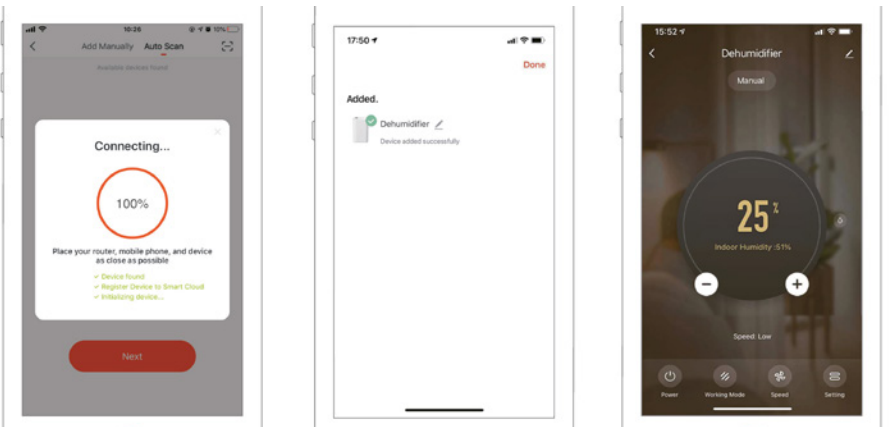 10:26
10%
Add Manually Auto Scan
Available devices found
Connecting...
100%
Place your router, mobile phone, and device
as close as possible
✓ Device found
✓ Register Device to Smart Cloud
✓ Initializing device...
Next
17:50
Done
Added.
Dehumidifier
Device added successfully
15:52
Dehumidifier
Manual
25 %
Indoor Humidity :51%
Speed: Low
Power Working Mode Speed Setting